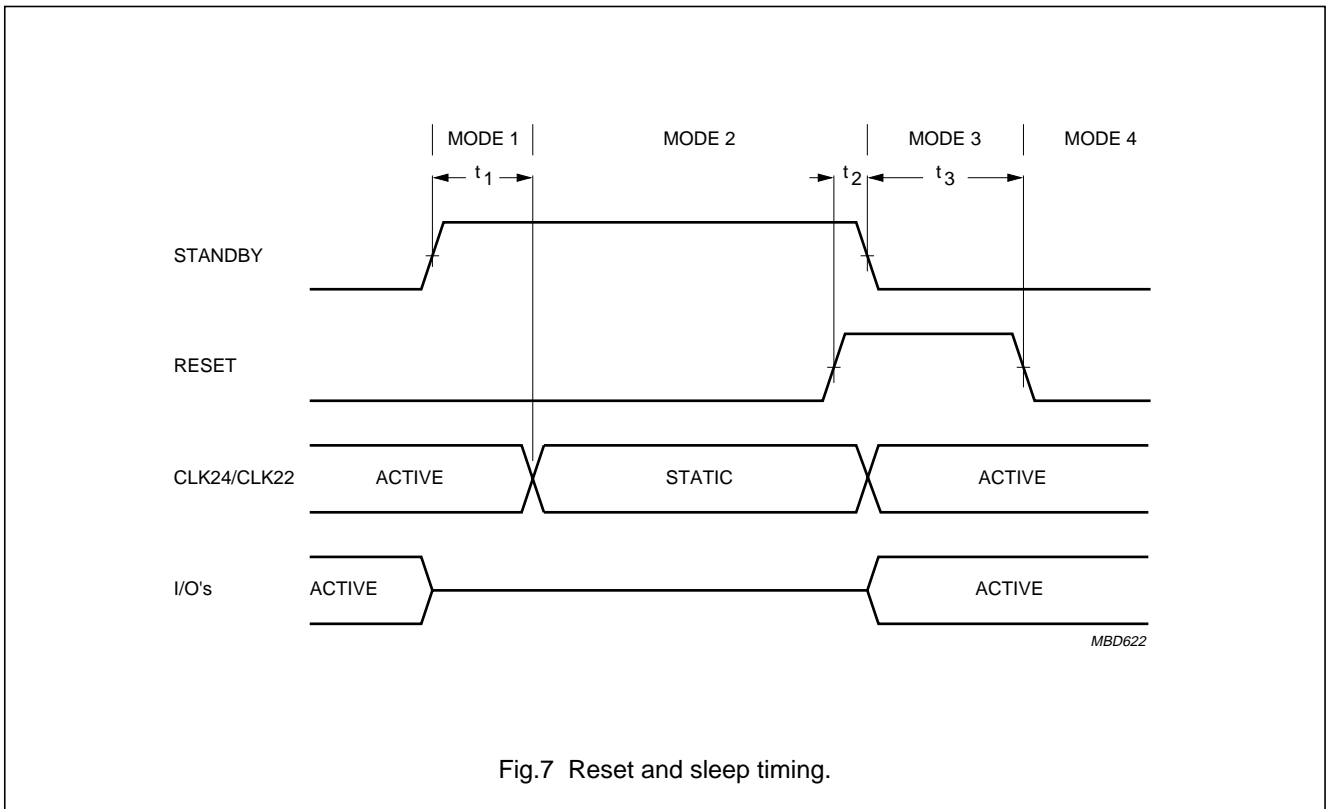 MODE 1 MODE 2 MODE 3 MODE 4
t1 t2 t3
STANDBY
RESET
CLK24/CLK22 ACTIVE STATIC ACTIVE
I/O's ACTIVE ACTIVE
MBD622
Fig.7 Reset and sleep timing.